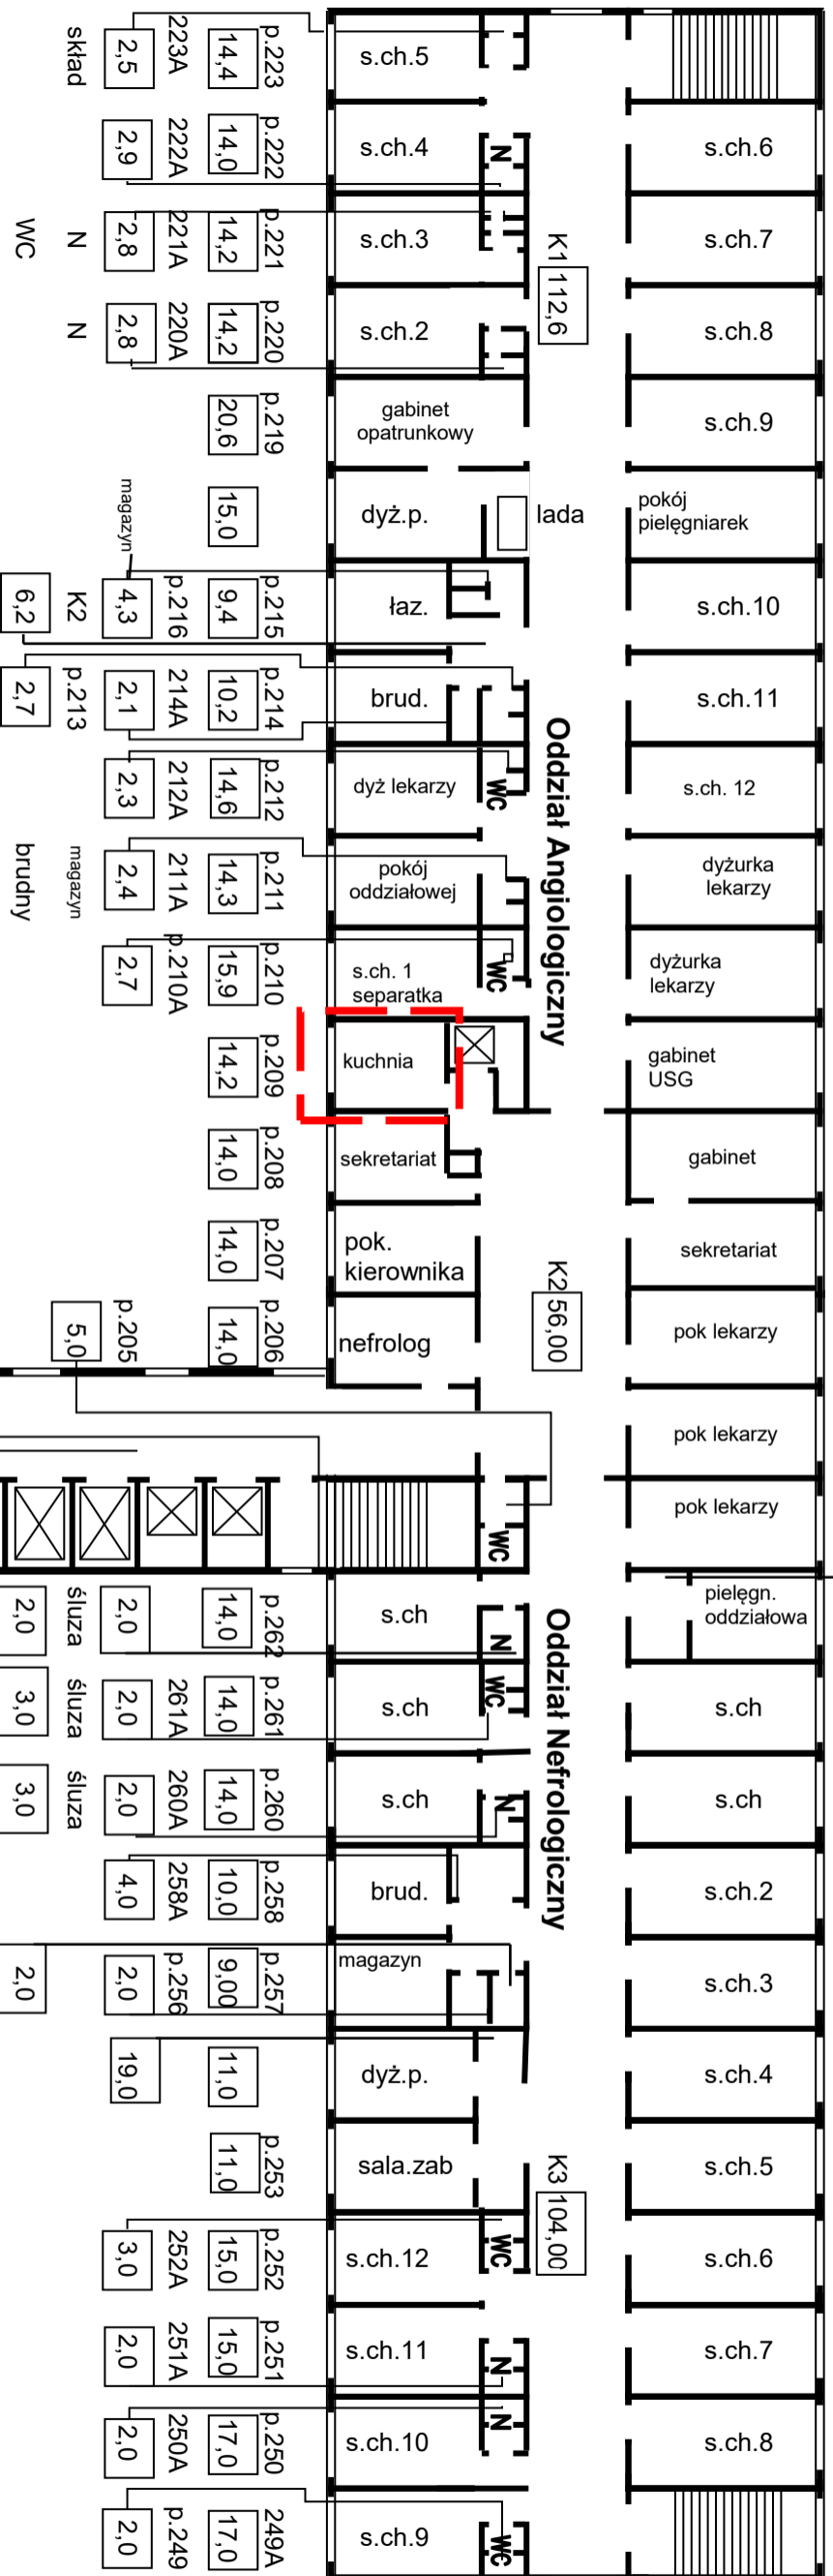 skład
2,5
223A
14,4
p.223
s.ch.5
2,9
222A
14,0
p.222
s.ch.4
N
s.ch.6
WC
N
2,8
221A
14,2
p.221
s.ch.3
K1
112,6
s.ch.7
N
2,8
220A
14,2
p.220
s.ch.2
s.ch.8
20,6
p.219
gabinet
opatrunkowy
s.ch.9
magazyn
15,0
dyż.p.
lada
pokój
pielęgniarek
6,2
K2
4,3
p.216
9,4
p.215
łaz.
s.ch.10
2,7
p.213
2,1
214A
10,2
p.214
brud.
Oddział Angiologiczny
s.ch.11
2,3
212A
14,6
p.212
dyż lekarzy
WC
s.ch. 12
brudny
magazyn
2,4
211A
14,3
p.211
pokój
oddziałowej
dyżurka
lekarzy
2,7
p.210A
15,9
p.210
s.ch. 1
separatka
WC
dyżurka
lekarzy
14,2
p.209
kuchnia
gabinet
USG
14,0
p.208
sekretariat
gabinet
14,0
p.207
pok.
kierownika
K2
56,00
sekretariat
5,0
p.205
14,0
p.206
nefrolog
pok lekarzy
pok lekarzy
WC
pok lekarzy
2,0
śluza
2,0
14,0
p.262
s.ch
N
Oddział Nefrologiczny
pielęgn.
oddziałowa
3,0
śluza
2,0
261A
14,0
p.261
s.ch
WC
s.ch
3,0
śluza
2,0
260A
14,0
p.260
s.ch
N
s.ch
4,0
258A
10,0
p.258
brud.
s.ch.2
2,0
2,0
p.256
9,00
p.257
magazyn
s.ch.3
19,0
11,0
dyż.p.
s.ch.4
11,0
p.253
sala.zab
K3
104,00
s.ch.5
3,0
252A
15,0
p.252
s.ch.12
WC
s.ch.6
2,0
251A
15,0
p.251
s.ch.11
N
s.ch.7
2,0
250A
17,0
p.250
s.ch.10
N
s.ch.8
2,0
p.249
17,0
249A
s.ch.9
WC